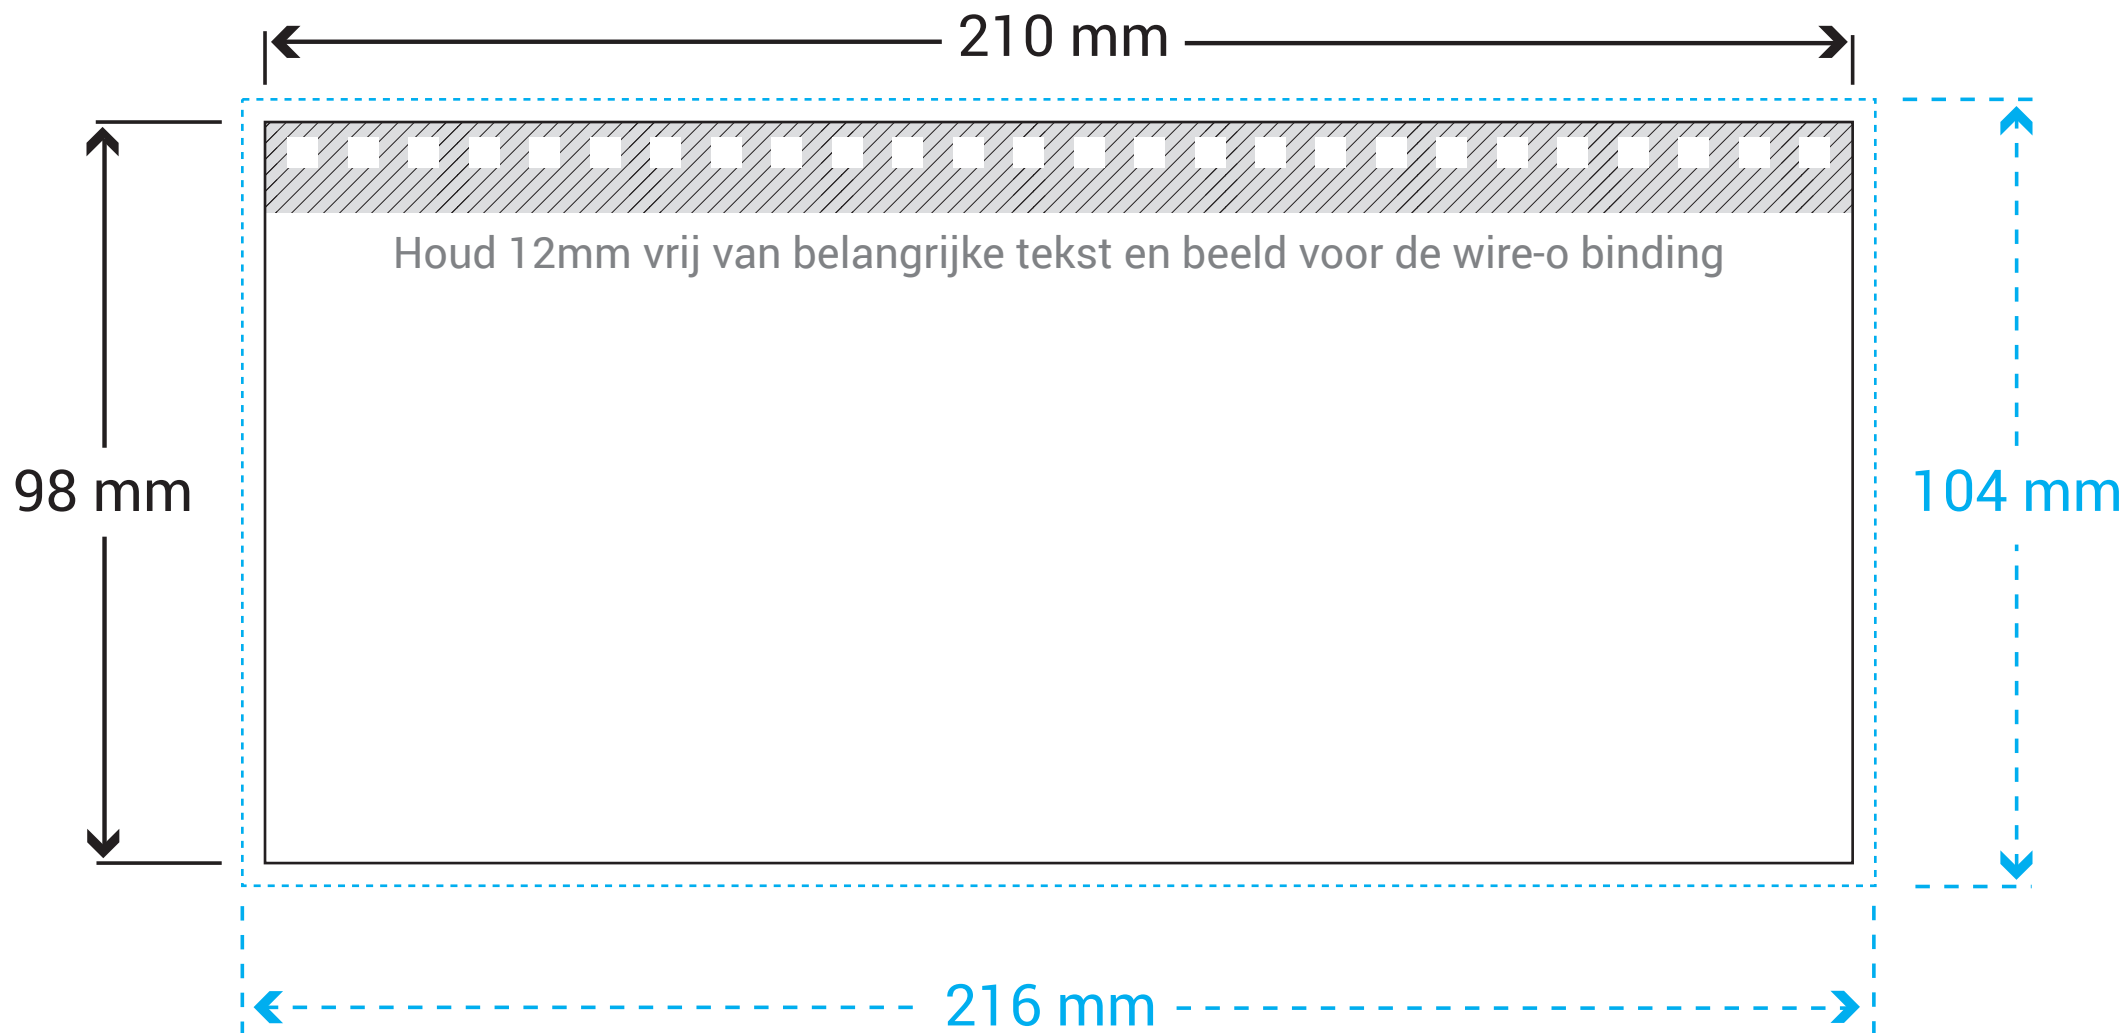 210 mm
Houd 12mm vrij van belangrijke tekst en beeld voor de wire-o binding
98 mm
104 mm
216 mm